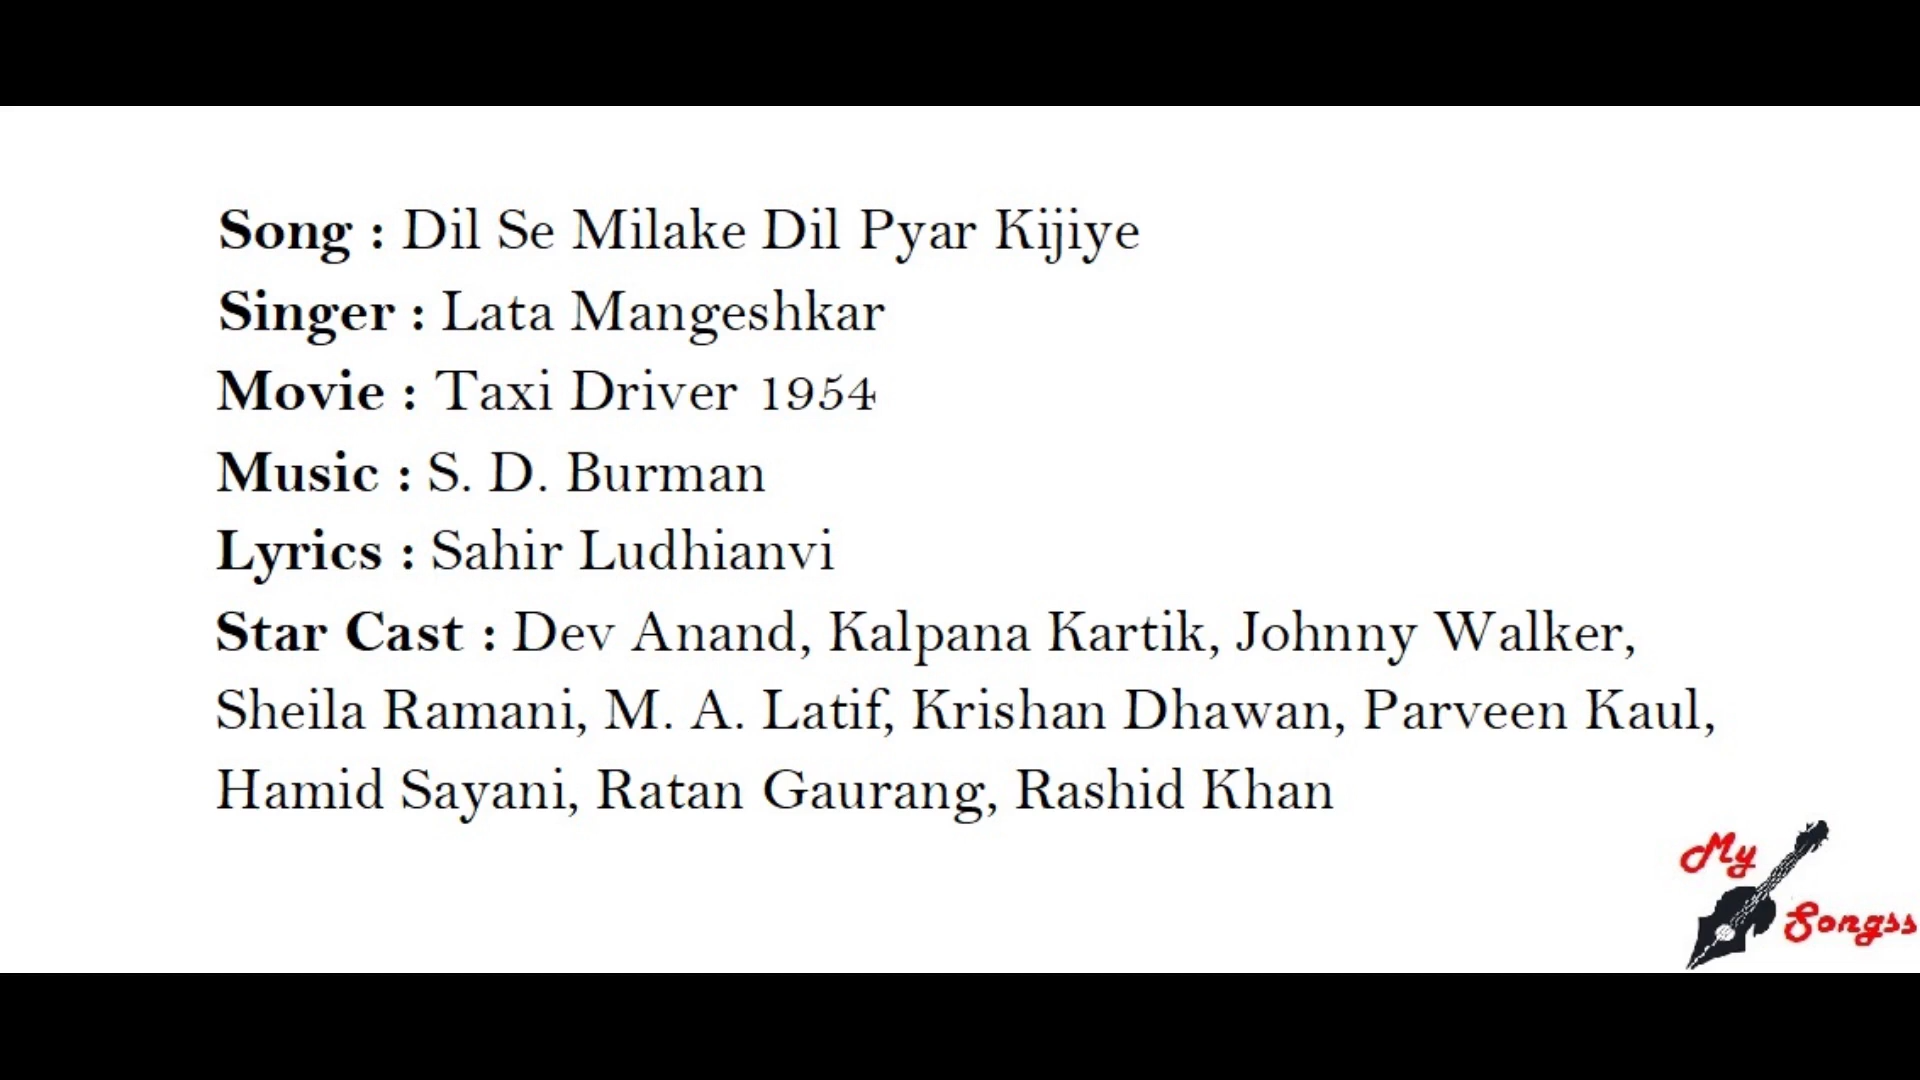 Song : Dil Se Milake Dil Pyar Kijiye
Singer : Lata Mangeshkar
Movie : Taxi Driver 1954
Music : S. D. Burman
Lyrics : Sahir Ludhianvi
Star Cast : Dev Anand, Kalpana Kartik, Johnny Walker,
Sheila Ramani, M. A. Latif, Krishan Dhawan, Parveen Kaul,
Hamid Sayani, Ratan Gaurang, Rashid Khan
My
Songss